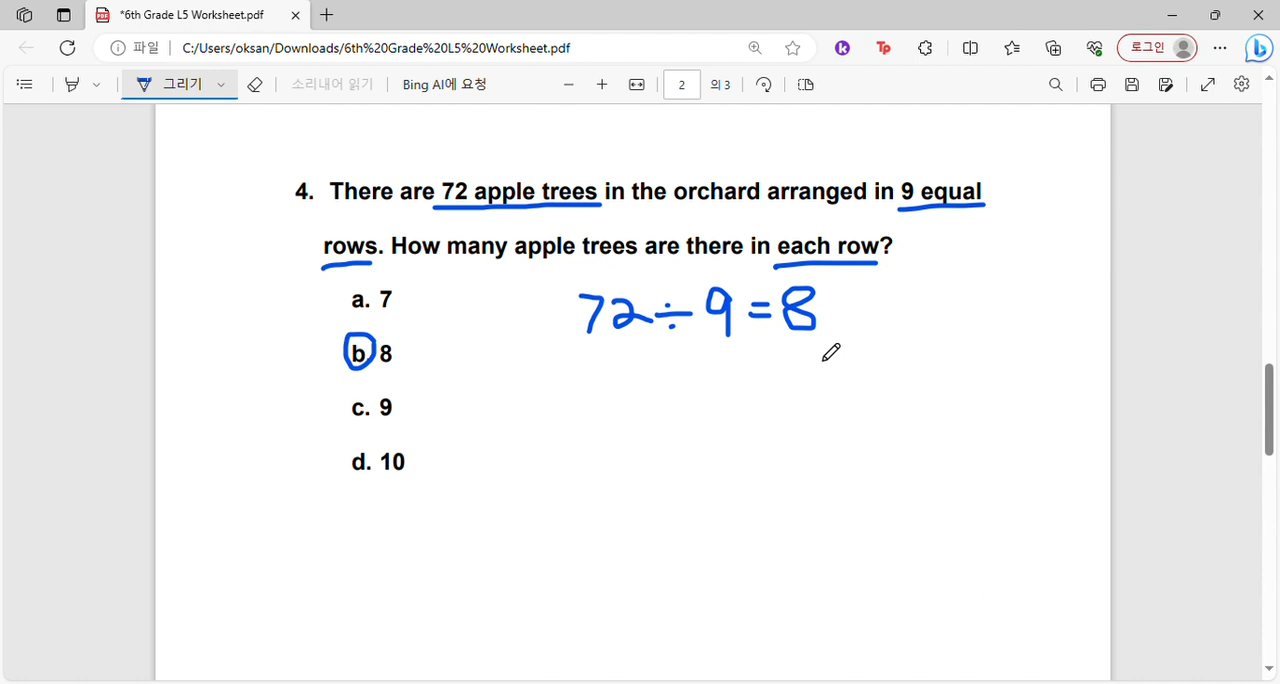 *6th Grade L5 Worksheet.pdf
파일 C:/Users/oksan/Downloads/6th%20Grade%20L5%20Worksheet.pdf
로그인
그리기 소리내어 읽기 Bing AI에 요청 2 의 3
4. There are 72 apple trees in the orchard arranged in 9 equal
rows. How many apple trees are there in each row?
a. 7
72 ÷ 9 = 8
b. 8
c. 9
d. 10